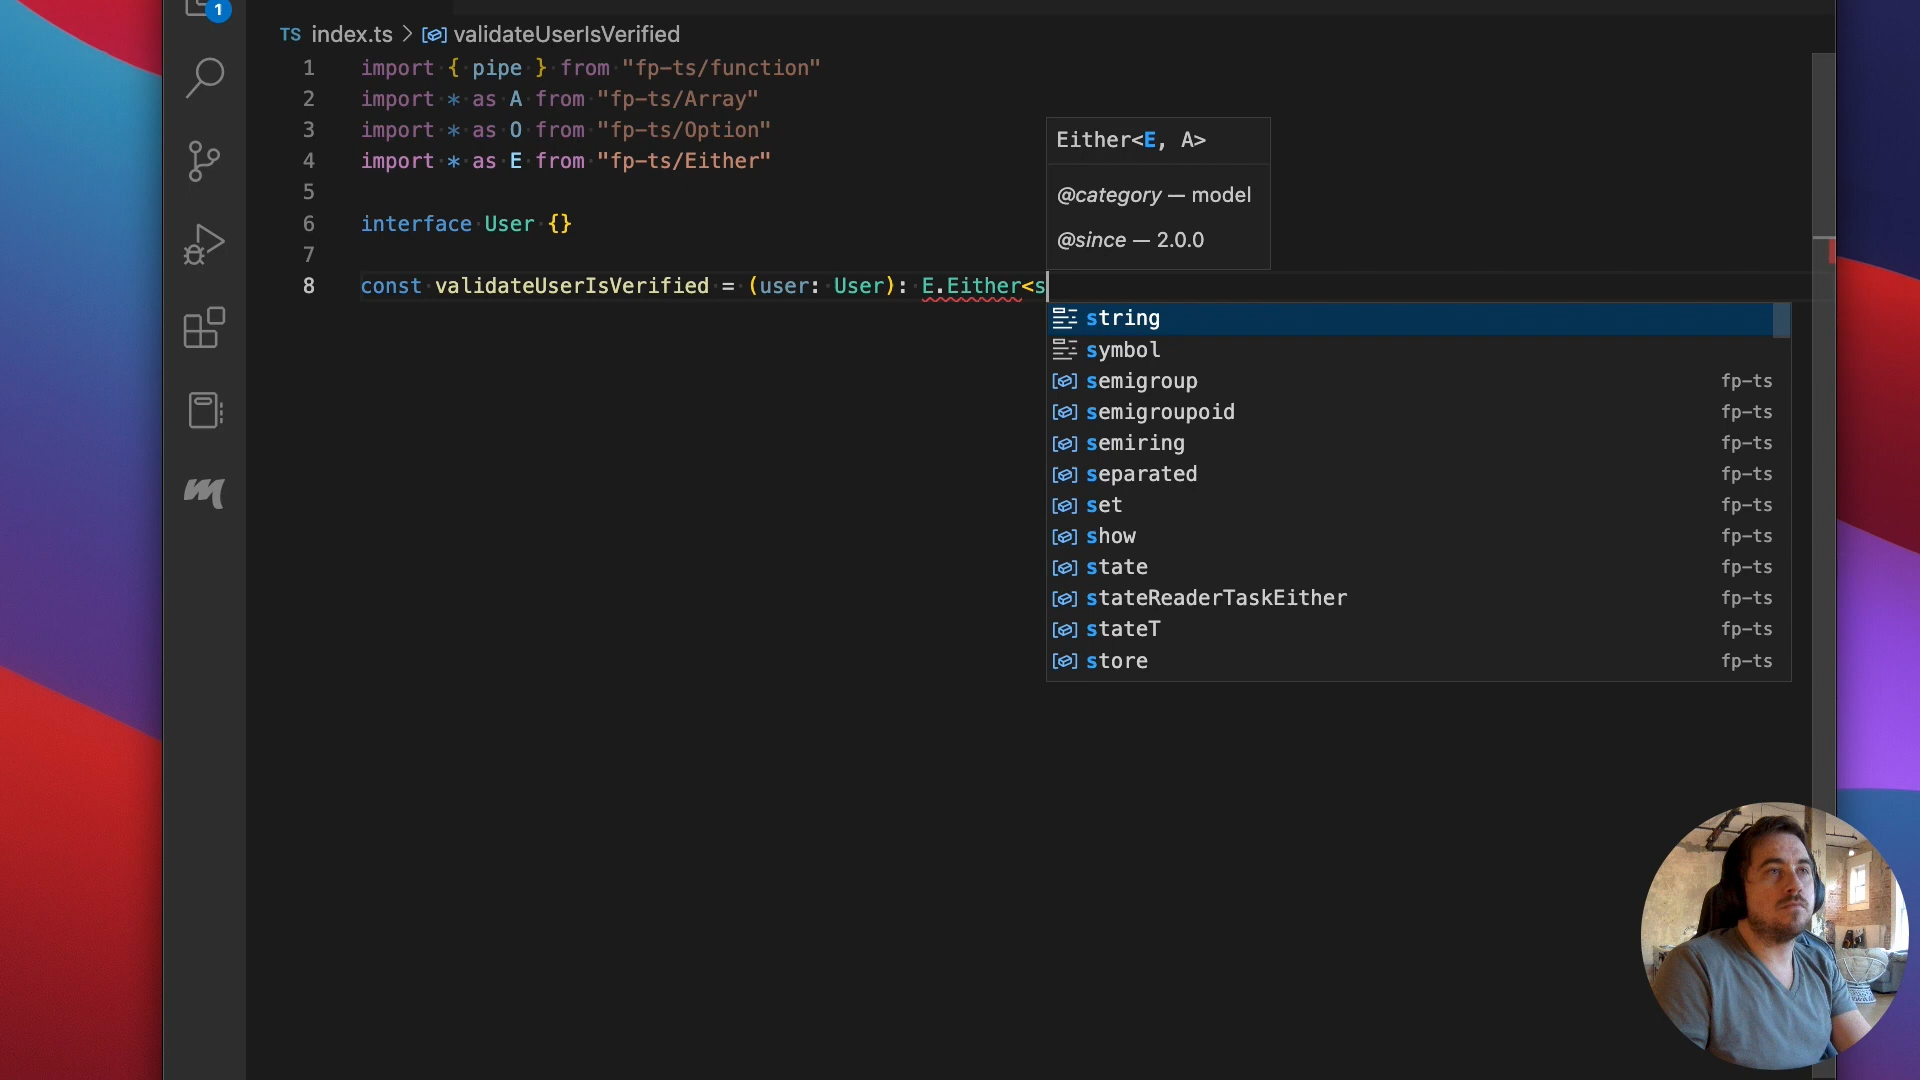 1
TS index.ts > validateUserIsVerified
1 import { pipe } from "fp-ts/function"
2 import * as A from "fp-ts/Array"
3 import * as O from "fp-ts/Option"
4 import * as E from "fp-ts/Either"
5
6 interface User {}
7
8 const validateUserIsVerified = (user: User): E.Either<s
Either<E, A>
@category — model
@since — 2.0.0
string
symbol
semigroup fp-ts
semigroupoid fp-ts
semiring fp-ts
separated fp-ts
set fp-ts
show fp-ts
state fp-ts
stateReaderTaskEither fp-ts
stateT fp-ts
store fp-ts